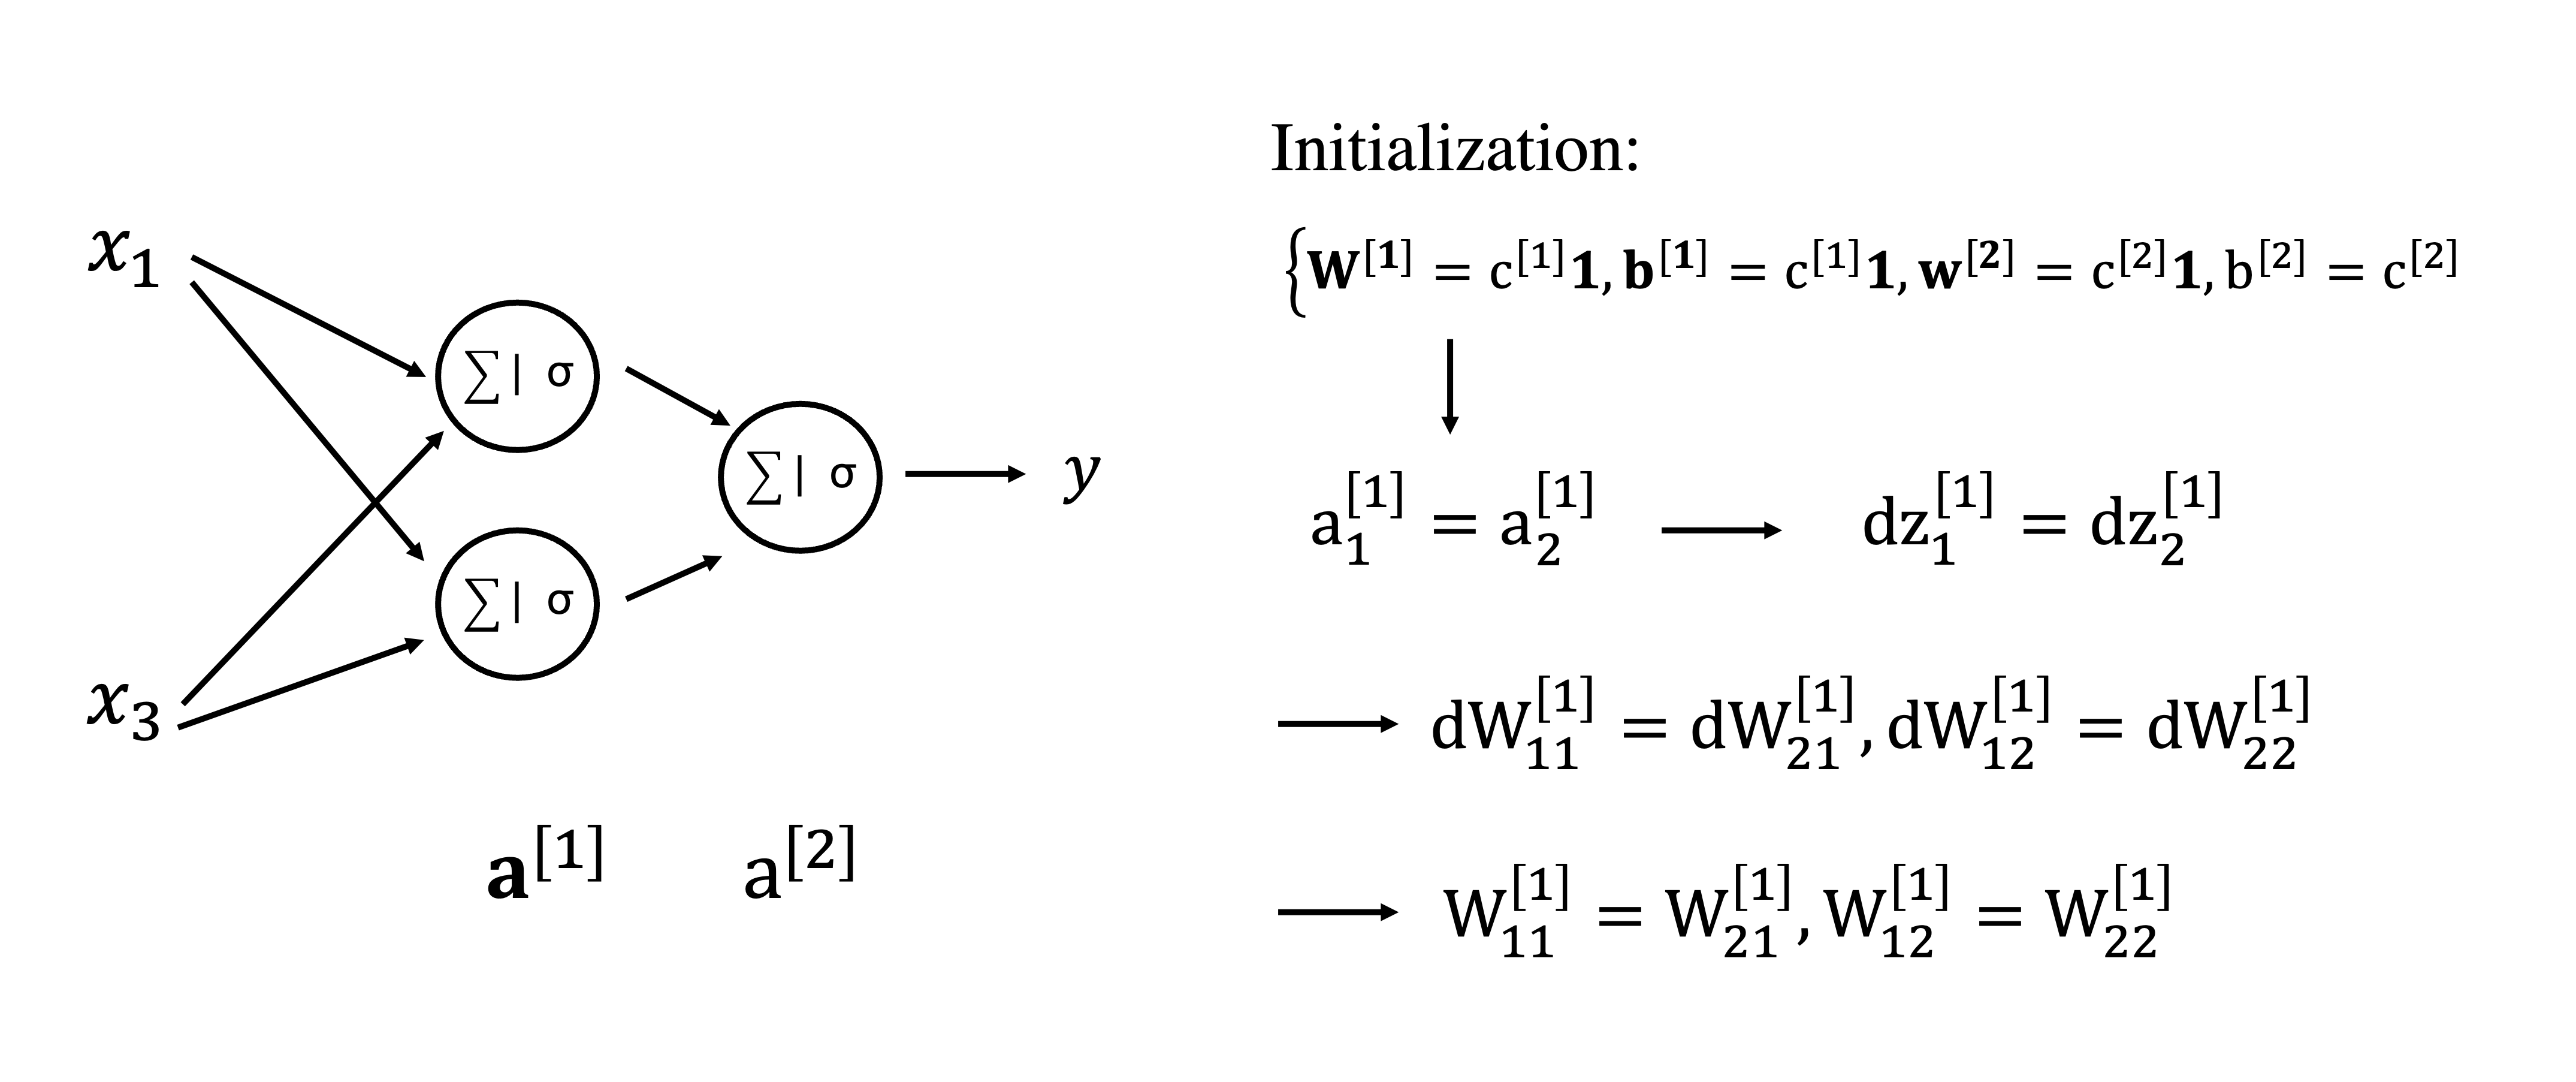 Initialization:
{W^[1] = c^[1]1, b^[1] = c^[1]1, w^[2] = c^[2]1, b^[2] = c^[2]
x_1
∑| σ
∑| σ
y
∑| σ
x_3
a^[1] a^[2]
a_1^[1] = a_2^[1] → dz_1^[1] = dz_2^[1]
→ dW_11^[1] = dW_21^[1], dW_12^[1] = dW_22^[1]
→ W_11^[1] = W_21^[1], W_12^[1] = W_22^[1]